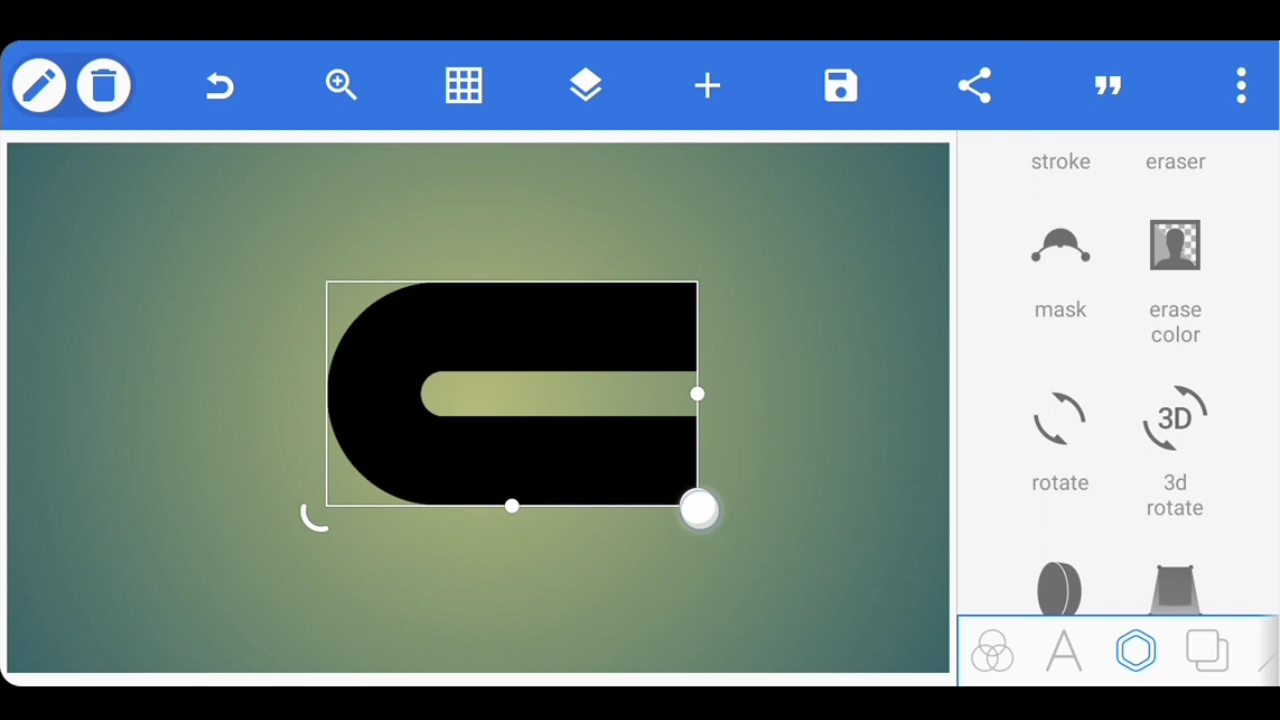 stroke eraser
mask erase
color
3D
rotate 3d
rotate